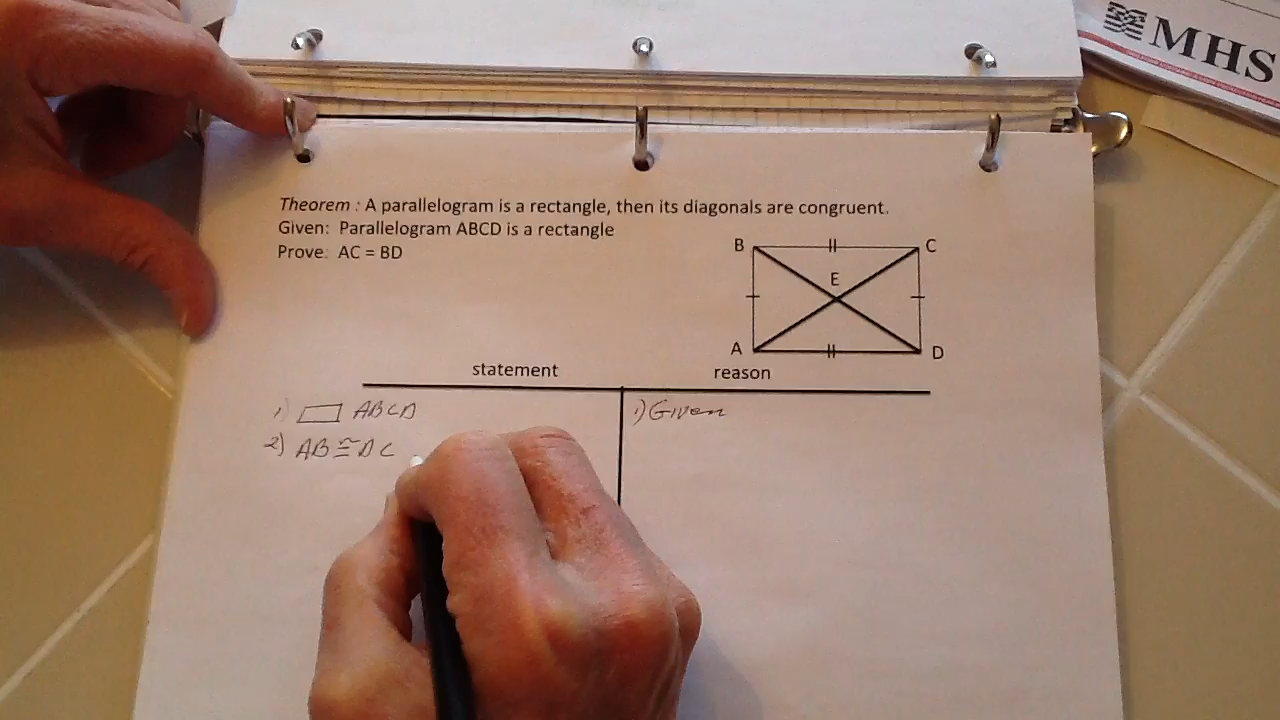 MHS
Theorem : A parallelogram is a rectangle, then its diagonals are congruent.
Given: Parallelogram ABCD is a rectangle
Prove: AC = BD
B C
E
A D
statement reason
1) ▭ ABCD 1) Given
2) AB ≅ DC